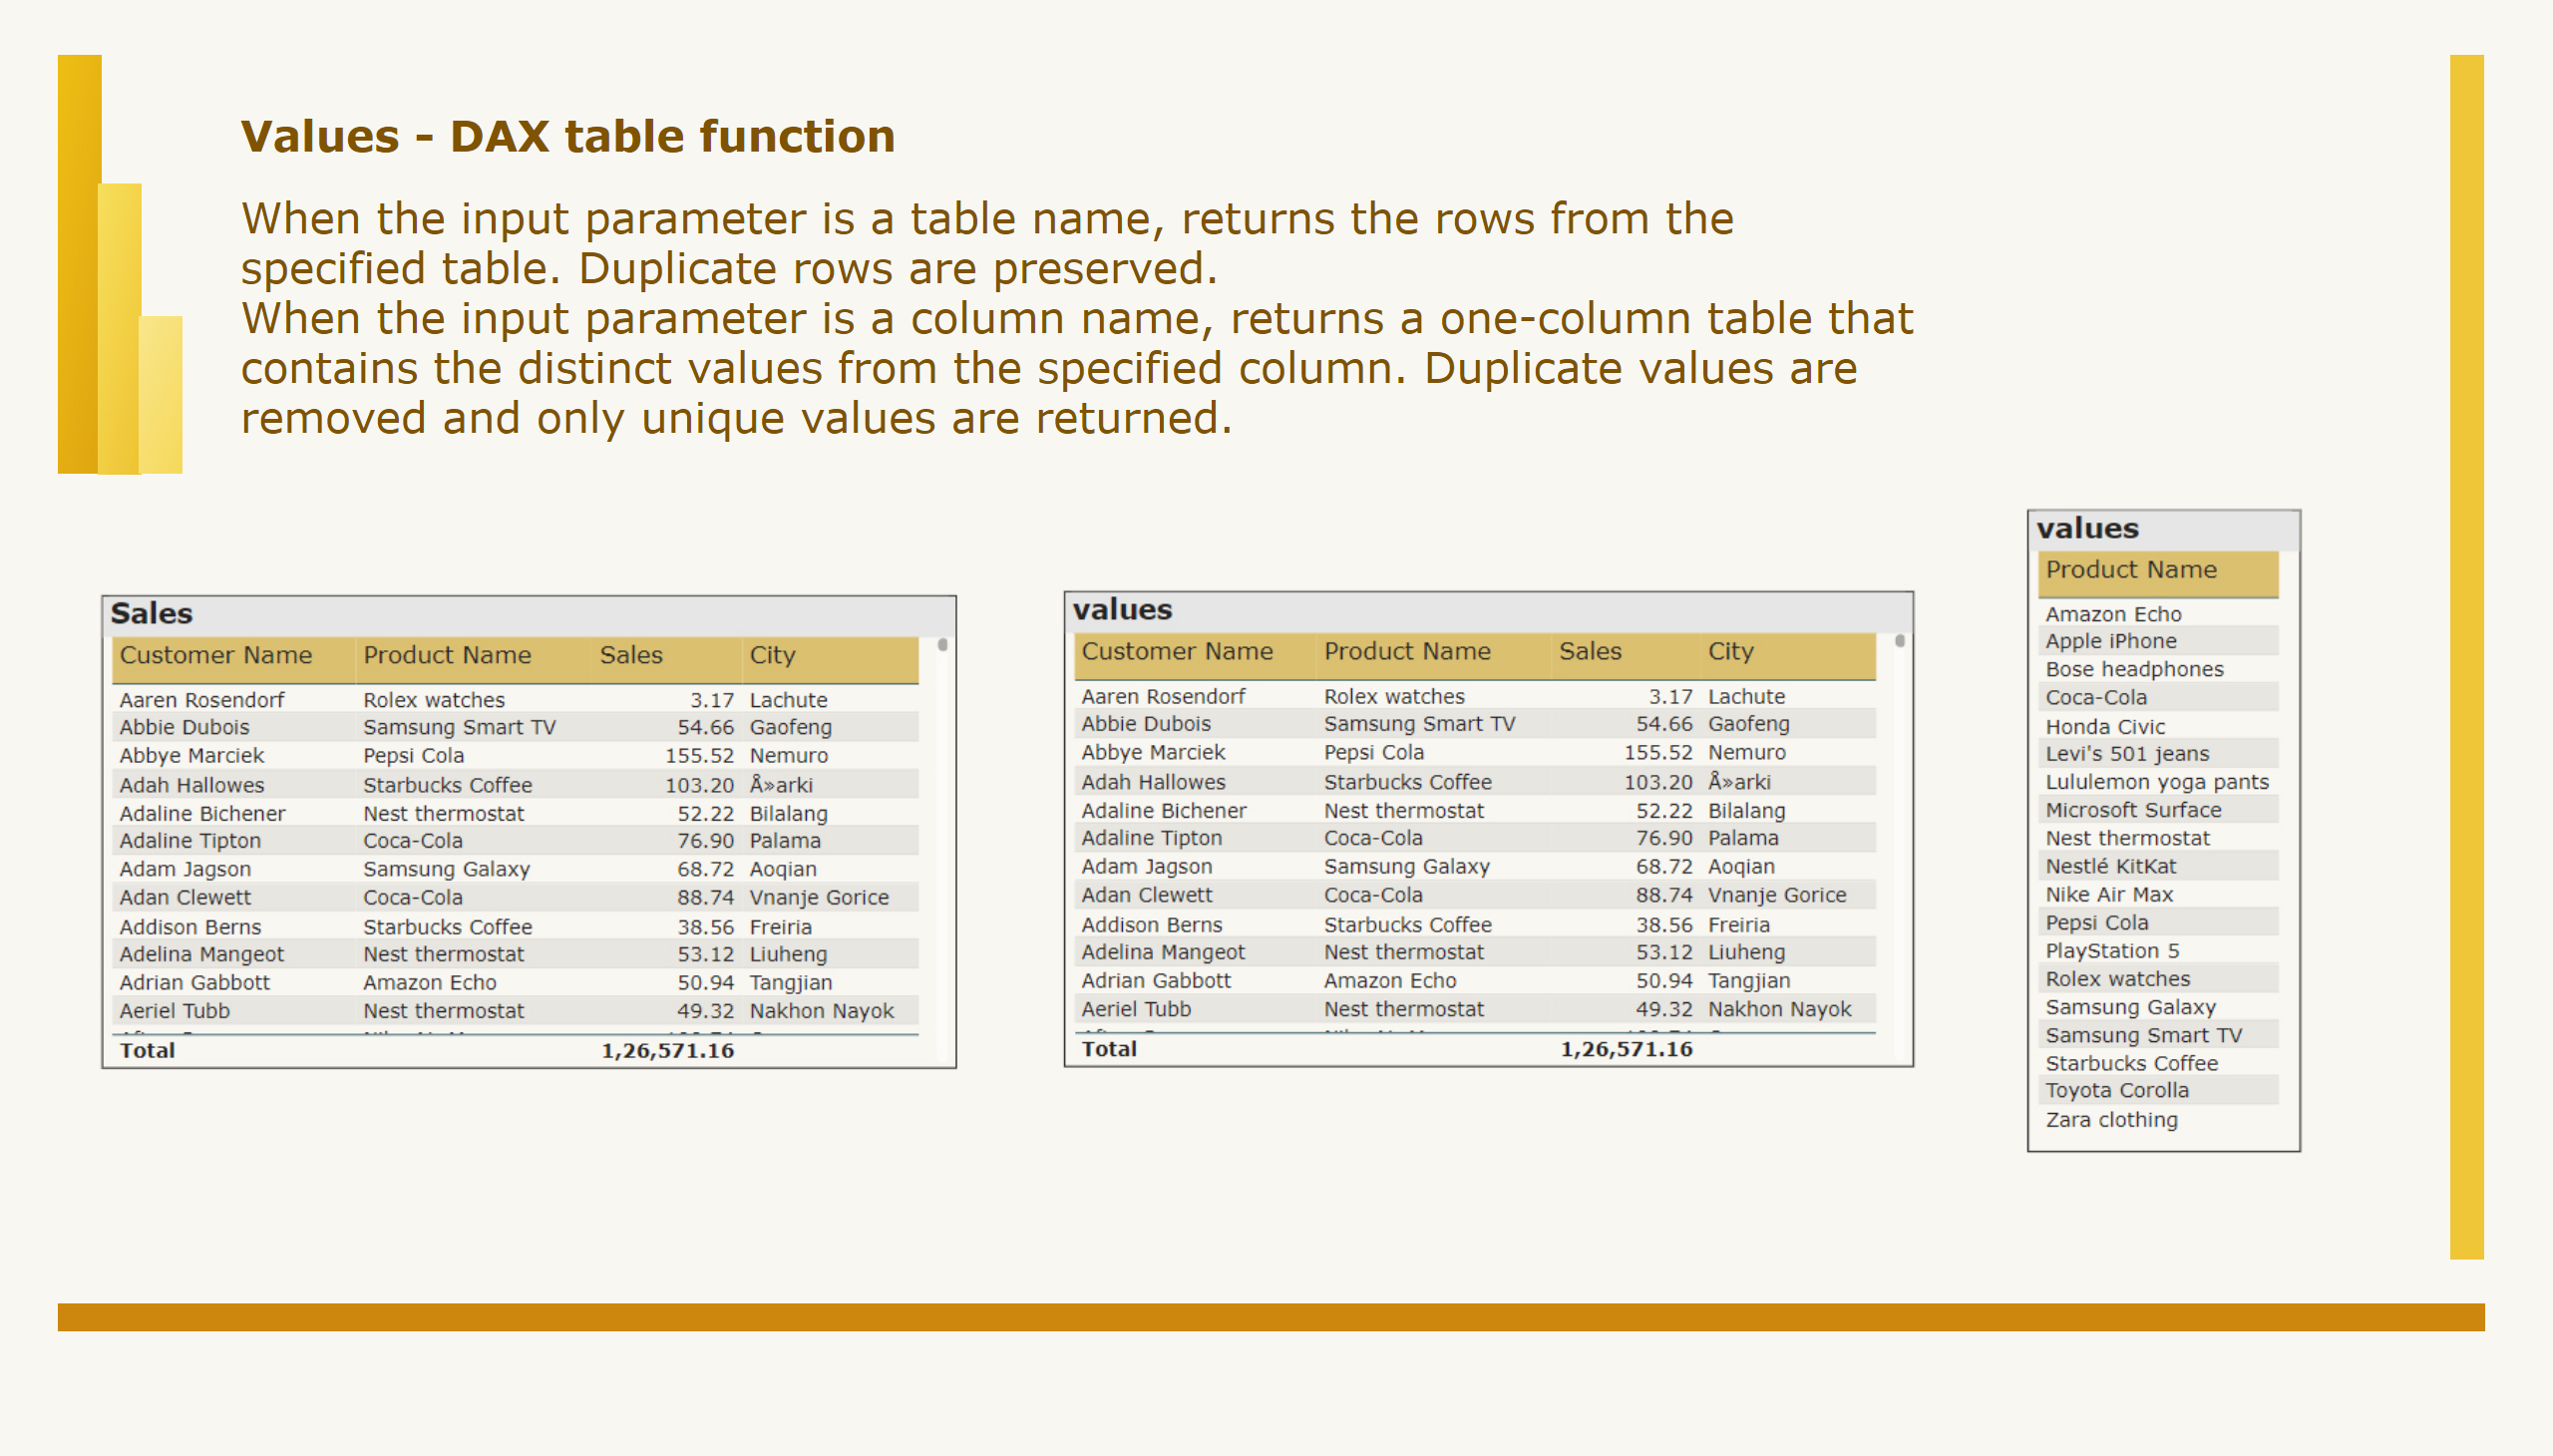 Values - DAX table function
When the input parameter is a table name, returns the rows from the
specified table. Duplicate rows are preserved.
When the input parameter is a column name, returns a one-column table that
contains the distinct values from the specified column. Duplicate values are
removed and only unique values are returned.
Sales
Customer Name Product Name Sales City
Aaren Rosendorf Rolex watches 3.17 Lachute
Abbie Dubois Samsung Smart TV 54.66 Gaofeng
Abbye Marciek Pepsi Cola 155.52 Nemuro
Adah Hallowes Starbucks Coffee 103.20 Å»arki
Adaline Bichener Nest thermostat 52.22 Bilalang
Adaline Tipton Coca-Cola 76.90 Palama
Adam Jagson Samsung Galaxy 68.72 Aoqian
Adan Clewett Coca-Cola 88.74 Vnanje Gorice
Addison Berns Starbucks Coffee 38.56 Freiria
Adelina Mangeot Nest thermostat 53.12 Liuheng
Adrian Gabbott Amazon Echo 50.94 Tangjian
Aeriel Tubb Nest thermostat 49.32 Nakhon Nayok
Total 1,26,571.16
values
Customer Name Product Name Sales City
Aaren Rosendorf Rolex watches 3.17 Lachute
Abbie Dubois Samsung Smart TV 54.66 Gaofeng
Abbye Marciek Pepsi Cola 155.52 Nemuro
Adah Hallowes Starbucks Coffee 103.20 Å»arki
Adaline Bichener Nest thermostat 52.22 Bilalang
Adaline Tipton Coca-Cola 76.90 Palama
Adam Jagson Samsung Galaxy 68.72 Aoqian
Adan Clewett Coca-Cola 88.74 Vnanje Gorice
Addison Berns Starbucks Coffee 38.56 Freiria
Adelina Mangeot Nest thermostat 53.12 Liuheng
Adrian Gabbott Amazon Echo 50.94 Tangjian
Aeriel Tubb Nest thermostat 49.32 Nakhon Nayok
Total 1,26,571.16
values
Product Name
Amazon Echo
Apple iPhone
Bose headphones
Coca-Cola
Honda Civic
Levi's 501 jeans
Lululemon yoga pants
Microsoft Surface
Nest thermostat
Nestlé KitKat
Nike Air Max
Pepsi Cola
PlayStation 5
Rolex watches
Samsung Galaxy
Samsung Smart TV
Starbucks Coffee
Toyota Corolla
Zara clothing